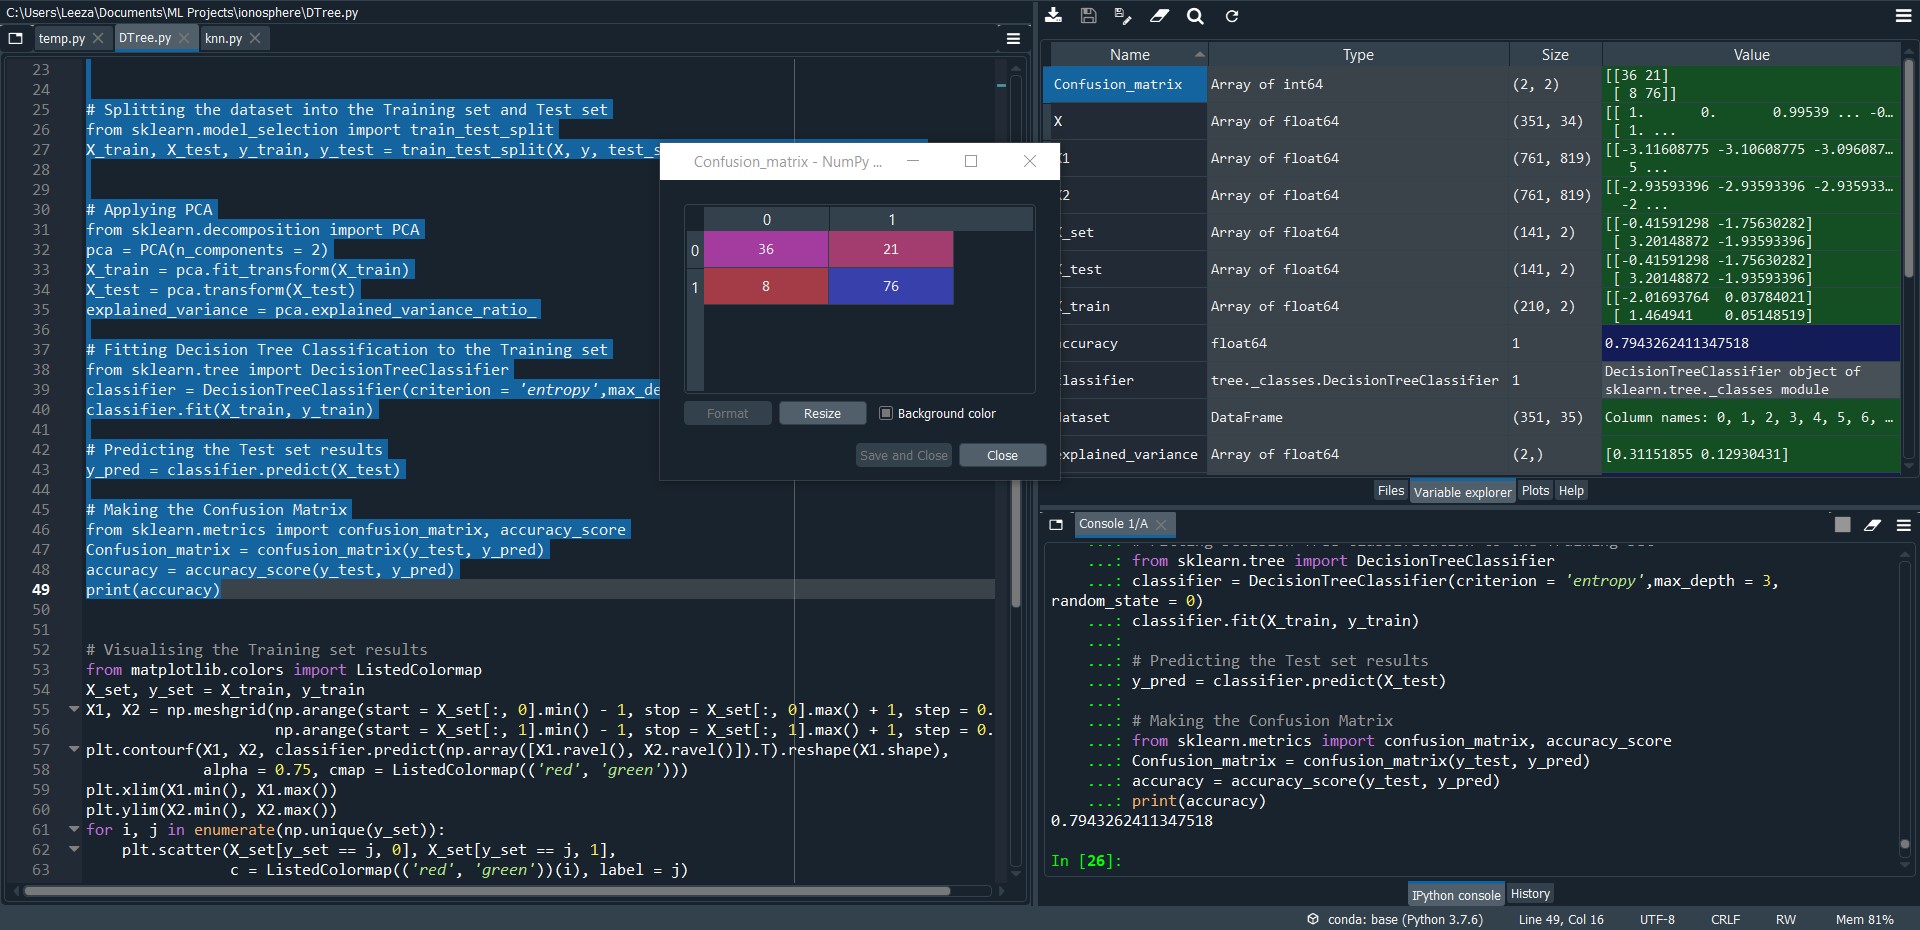 C:\Users\Leeza\Documents\ML Projects\ionosphere\DTree.py
temp.py
DTree.py
knn.py
23
24
25 # Splitting the dataset into the Training set and Test set
26 from sklearn.model_selection import train_test_split
27 X_train, X_test, y_train, y_test = train_test_split(X, y, test_s
28
29
30 # Applying PCA
31 from sklearn.decomposition import PCA
32 pca = PCA(n_components = 2)
33 X_train = pca.fit_transform(X_train)
34 X_test = pca.transform(X_test)
35 explained_variance = pca.explained_variance_ratio_
36
37 # Fitting Decision Tree Classification to the Training set
38 from sklearn.tree import DecisionTreeClassifier
39 classifier = DecisionTreeClassifier(criterion = 'entropy',max_de
40 classifier.fit(X_train, y_train)
41
42 # Predicting the Test set results
43 y_pred = classifier.predict(X_test)
44
45 # Making the Confusion Matrix
46 from sklearn.metrics import confusion_matrix, accuracy_score
47 Confusion_matrix = confusion_matrix(y_test, y_pred)
48 accuracy = accuracy_score(y_test, y_pred)
49 print(accuracy)
50
51
52 # Visualising the Training set results
53 from matplotlib.colors import ListedColormap
54 X_set, y_set = X_train, y_train
55 X1, X2 = np.meshgrid(np.arange(start = X_set[:, 0].min() - 1, stop = X_set[:, 0].max() + 1, step = 0.
56 np.arange(start = X_set[:, 1].min() - 1, stop = X_set[:, 1].max() + 1, step = 0.
57 plt.contourf(X1, X2, classifier.predict(np.array([X1.ravel(), X2.ravel()]).T).reshape(X1.shape),
58 alpha = 0.75, cmap = ListedColormap(('red', 'green')))
59 plt.xlim(X1.min(), X1.max())
60 plt.ylim(X2.min(), X2.max())
61 for i, j in enumerate(np.unique(y_set)):
62 plt.scatter(X_set[y_set == j, 0], X_set[y_set == j, 1],
63 c = ListedColormap(('red', 'green'))(i), label = j)
Confusion_matrix - NumPy ...
0 1
0 36 21
1 8 76
Format Resize Background color
Save and Close Close
Name Type Size Value
Confusion_matrix Array of int64 (2, 2) [[36 21]
[ 8 76]]
X Array of float64 (351, 34) [[ 1. 0. 0.99539 ... -0...
[ 1. ...
1 Array of float64 (761, 819) [[-3.11608775 -3.10608775 -3.096087...
5 ...
2 Array of float64 (761, 819) [[-2.93593396 -2.93593396 -2.935933...
-2 ...
_set Array of float64 (141, 2) [[-0.41591298 -1.75630282]
[ 3.20148872 -1.93593396]
_test Array of float64 (141, 2) [[-0.41591298 -1.75630282]
[ 3.20148872 -1.93593396]
_train Array of float64 (210, 2) [[-2.01693764 0.03784021]
[ 1.464941 0.05148519]
accuracy float64 1 0.7943262411347518
classifier tree._classes.DecisionTreeClassifier 1 DecisionTreeClassifier object of
sklearn.tree._classes module
dataset DataFrame (351, 35) Column names: 0, 1, 2, 3, 4, 5, 6, ...
explained_variance Array of float64 (2,) [0.31151855 0.12930431]
Files Variable explorer Plots Help
Console 1/A
...: from sklearn.tree import DecisionTreeClassifier
...: classifier = DecisionTreeClassifier(criterion = 'entropy',max_depth = 3,
random_state = 0)
...: classifier.fit(X_train, y_train)
...:
...: # Predicting the Test set results
...: y_pred = classifier.predict(X_test)
...:
...: # Making the Confusion Matrix
...: from sklearn.metrics import confusion_matrix, accuracy_score
...: Confusion_matrix = confusion_matrix(y_test, y_pred)
...: accuracy = accuracy_score(y_test, y_pred)
...: print(accuracy)
0.7943262411347518
In [26]:
IPython console History
conda: base (Python 3.7.6) Line 49, Col 16 UTF-8 CRLF RW Mem 81%